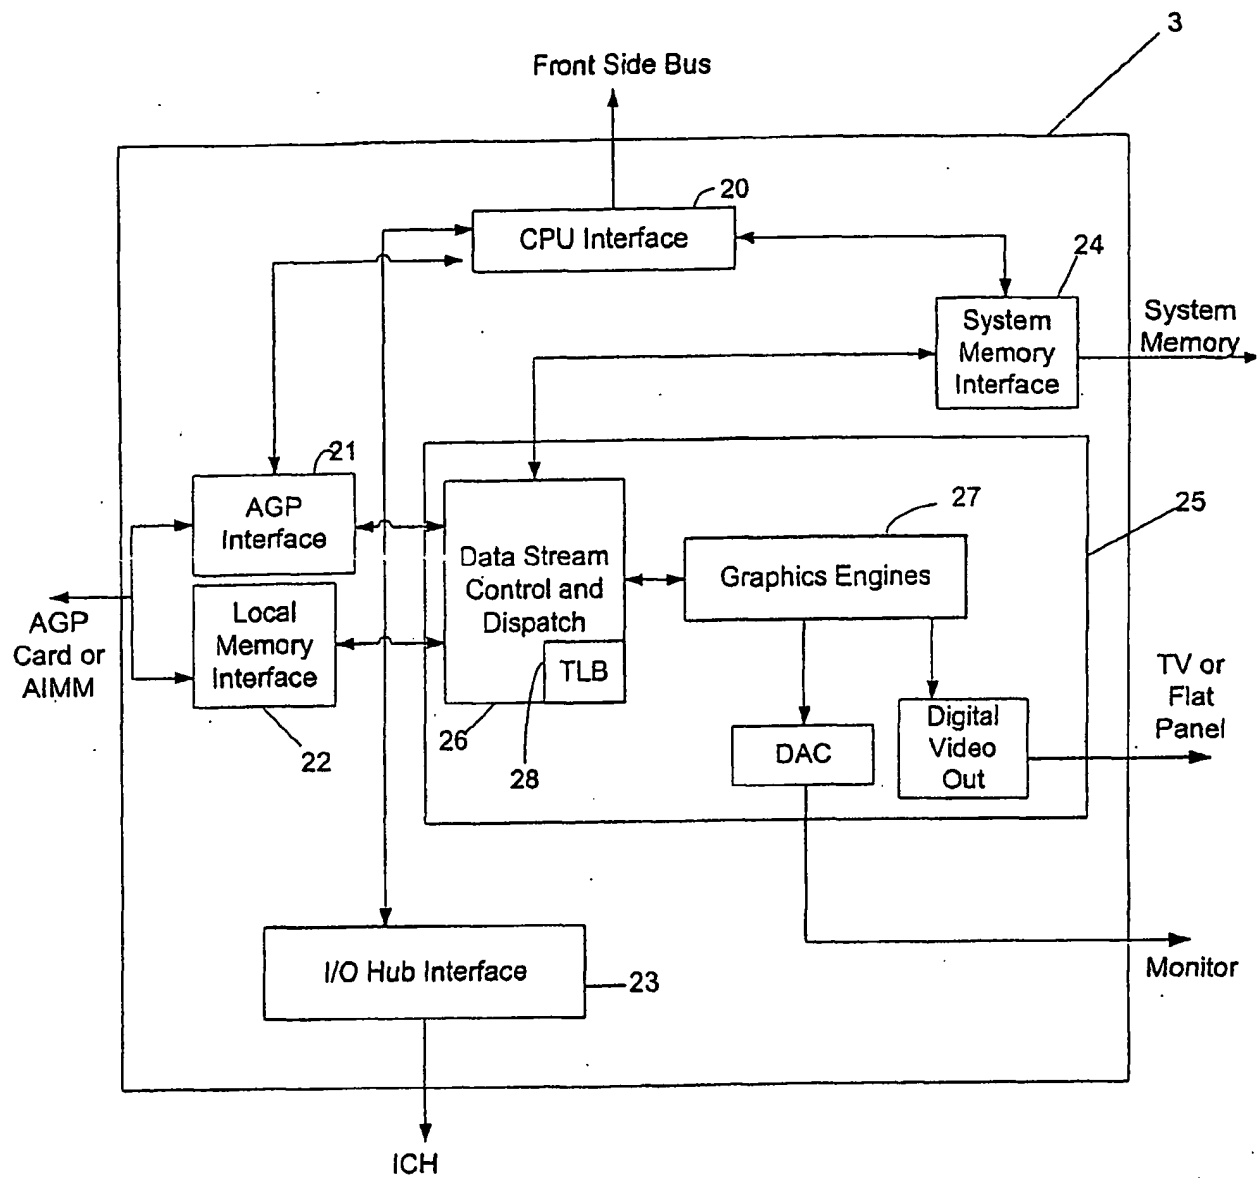 3
Front Side Bus
20
CPU Interface
24
System
Memory
Interface
System
Memory
21
AGP
Interface
27
25
Data Stream
Control and
Dispatch
Graphics Engines
Local
Memory
Interface
AGP
Card or
AIMM
TLB
TV or
Flat
Panel
26
28
22
DAC
Digital
Video
Out
I/O Hub Interface
23
Monitor
ICH